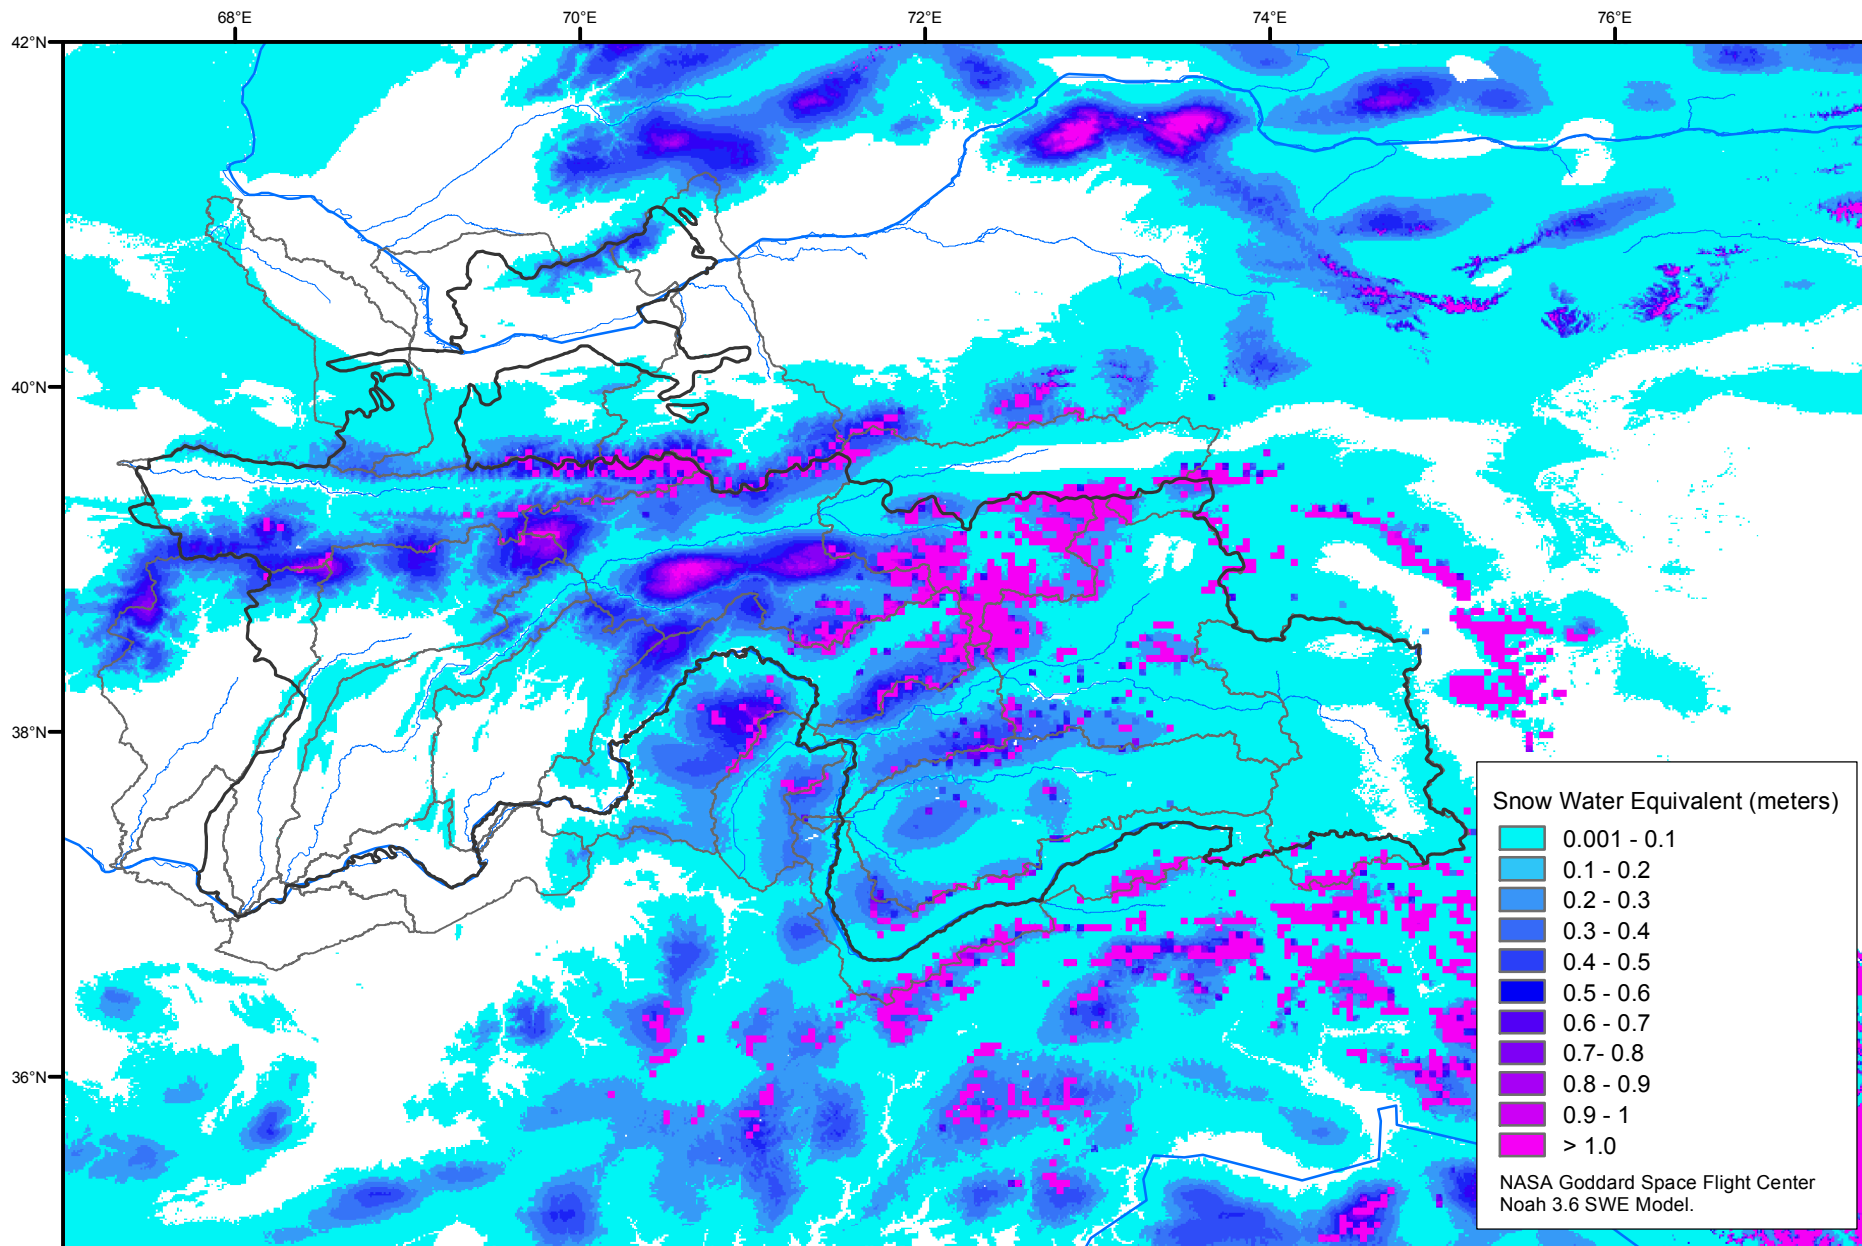 68°E 70°E 72°E 74°E 76°E
42°N
40°N
38°N
36°N
Snow Water Equivalent (meters)
0.001 - 0.1
0.1 - 0.2
0.2 - 0.3
0.3 - 0.4
0.4 - 0.5
0.5 - 0.6
0.6 - 0.7
0.7- 0.8
0.8 - 0.9
0.9 - 1
> 1.0
NASA Goddard Space Flight Center
Noah 3.6 SWE Model.